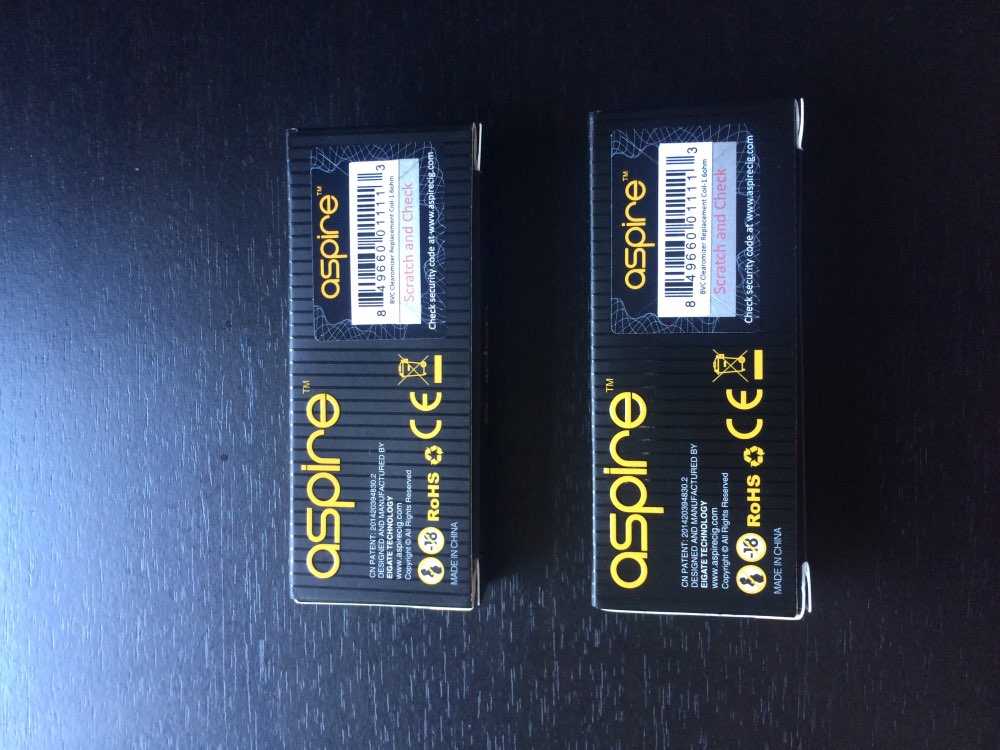 aspire™
CN PATENT: 201420394830.2
DESIGNED AND MANUFACTURED BY
EIGATE TECHNOLOGY
www.aspirecig.com
Copyright © All Rights Reserved
-18 RoHS CE
MADE IN CHINA
aspire™
8 49660 01111 3
BVC Clearomizer Replacement Coil-1.6ohm
Scratch and Check
Check security code at www.aspirecig.com
aspire™
CN PATENT: 201420394830.2
DESIGNED AND MANUFACTURED BY
EIGATE TECHNOLOGY
www.aspirecig.com
Copyright © All Rights Reserved
-18 RoHS CE
MADE IN CHINA
aspire™
8 49660 01111 3
BVC Clearomizer Replacement Coil-1.6ohm
Scratch and Check
Check security code at www.aspirecig.com